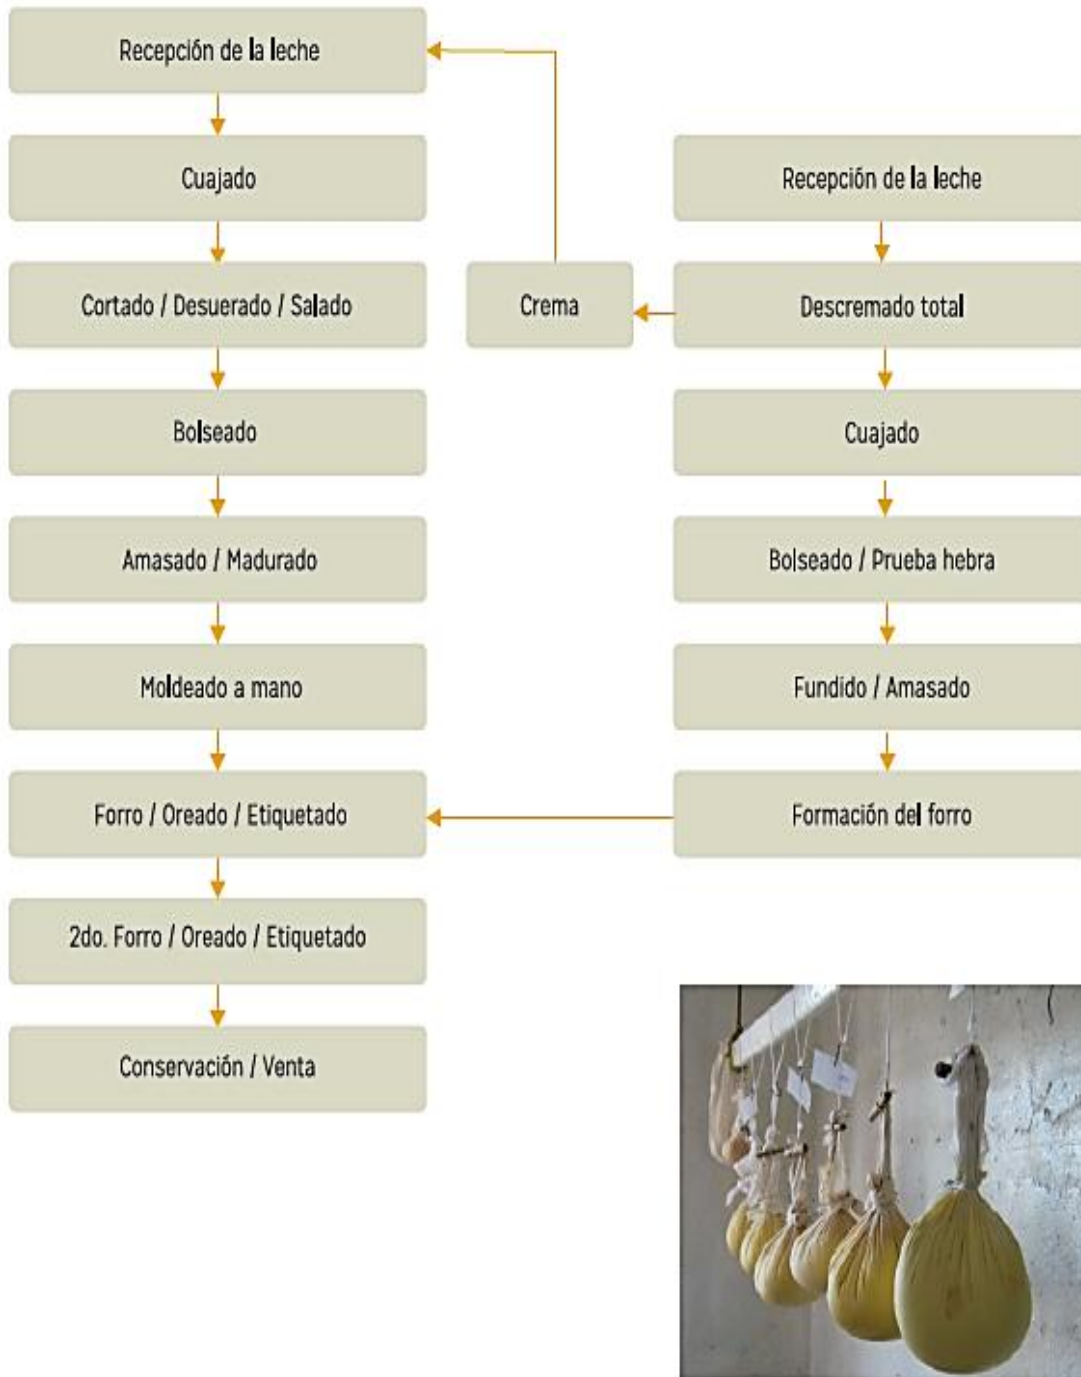 Recepción de la leche
Cuajado
Cortado / Desuerado / Salado
Bolseado
Amasado / Madurado
Moldeado a mano
Forro / Oreado / Etiquetado
2do. Forro / Oreado / Etiquetado
Conservación / Venta
Crema
Recepción de la leche
Descremado total
Cuajado
Bolseado / Prueba hebra
Fundido / Amasado
Formación del forro